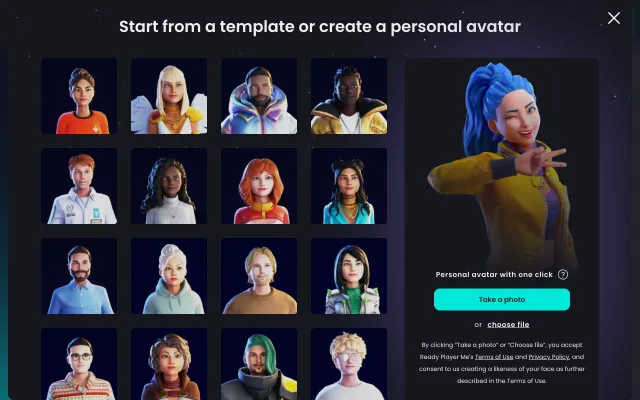 Start from a template or create a personal avatar
Personal avatar with one click ?
Take a photo
or choose file
By clicking "Take a photo" or "Choose file", you accept
Ready Player Me's Terms of Use and Privacy Policy, and
consent to us creating a likeness of your face as further
described in the Terms of Use.